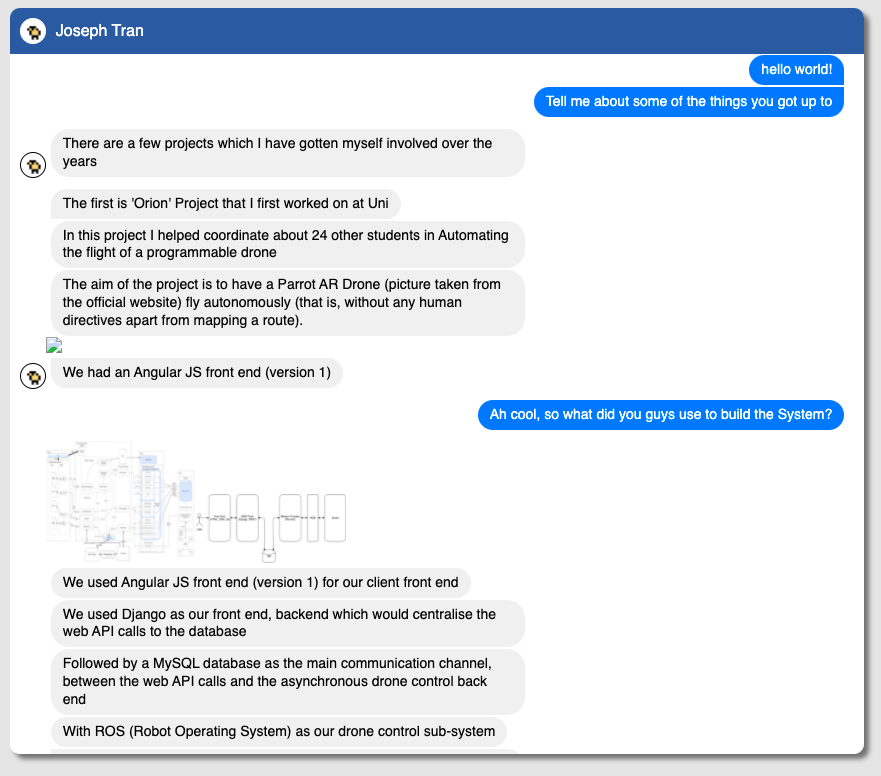 Joseph Tran
hello world!
Tell me about some of the things you got up to
There are a few projects which I have gotten myself involved over the
years
The first is 'Orion' Project that I first worked on at Uni
In this project I helped coordinate about 24 other students in Automating
the flight of a programmable drone
The aim of the project is to have a Parrot AR Drone (picture taken from
the official website) fly autonomously (that is, without any human
directives apart from mapping a route).
We had an Angular JS front end (version 1)
Ah cool, so what did you guys use to build the System?
We used Angular JS front end (version 1) for our client front end
We used Django as our front end, backend which would centralise the
web API calls to the database
Followed by a MySQL database as the main communication channel,
between the web API calls and the asynchronous drone control back
end
With ROS (Robot Operating System) as our drone control sub-system